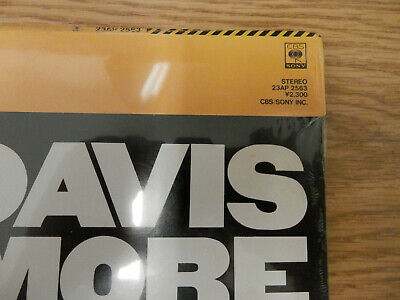 23AP 2563
CBS
SONY
STEREO
23AP 2563
¥2,300
CBS/SONY INC.
DAVIS
MORE